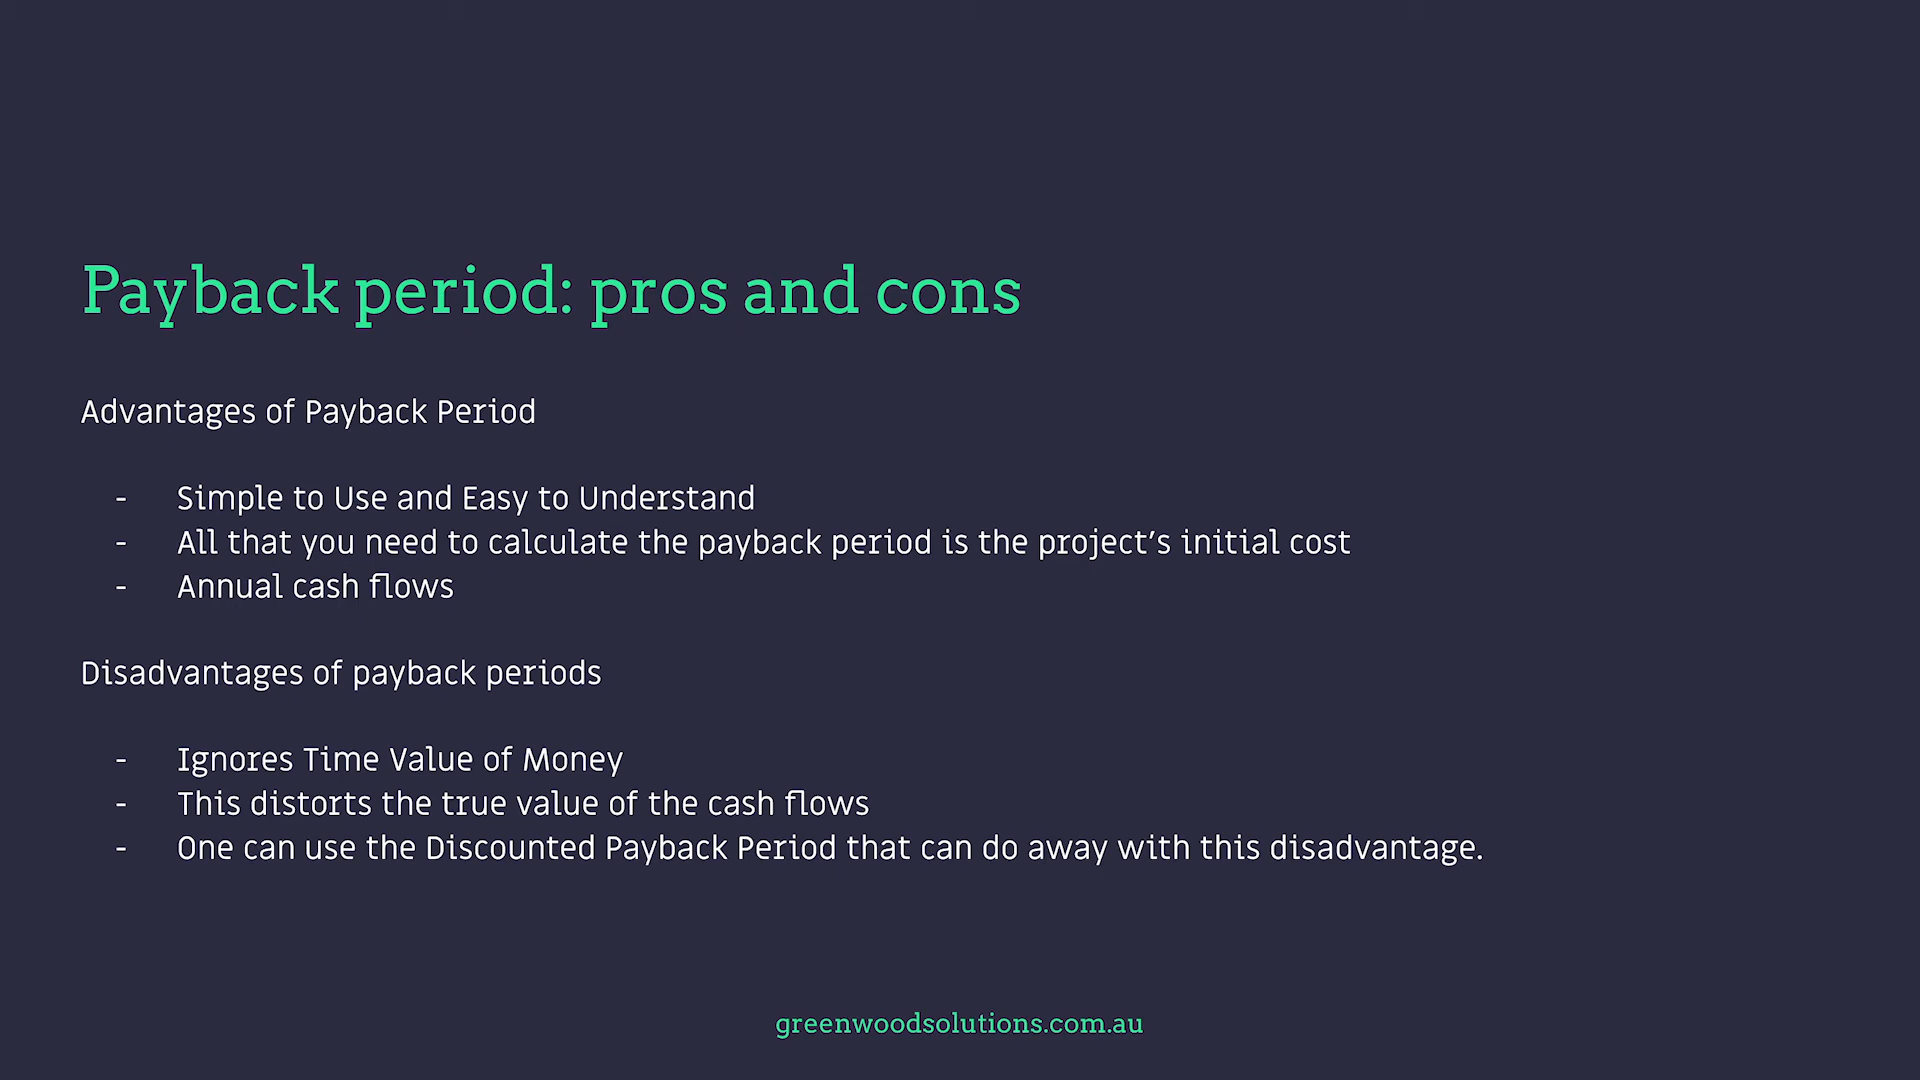 Payback period: pros and cons
Advantages of Payback Period
- Simple to Use and Easy to Understand
- All that you need to calculate the payback period is the project’s initial cost
- Annual cash flows
Disadvantages of payback periods
- Ignores Time Value of Money
- This distorts the true value of the cash flows
- One can use the Discounted Payback Period that can do away with this disadvantage.
greenwoodsolutions.com.au